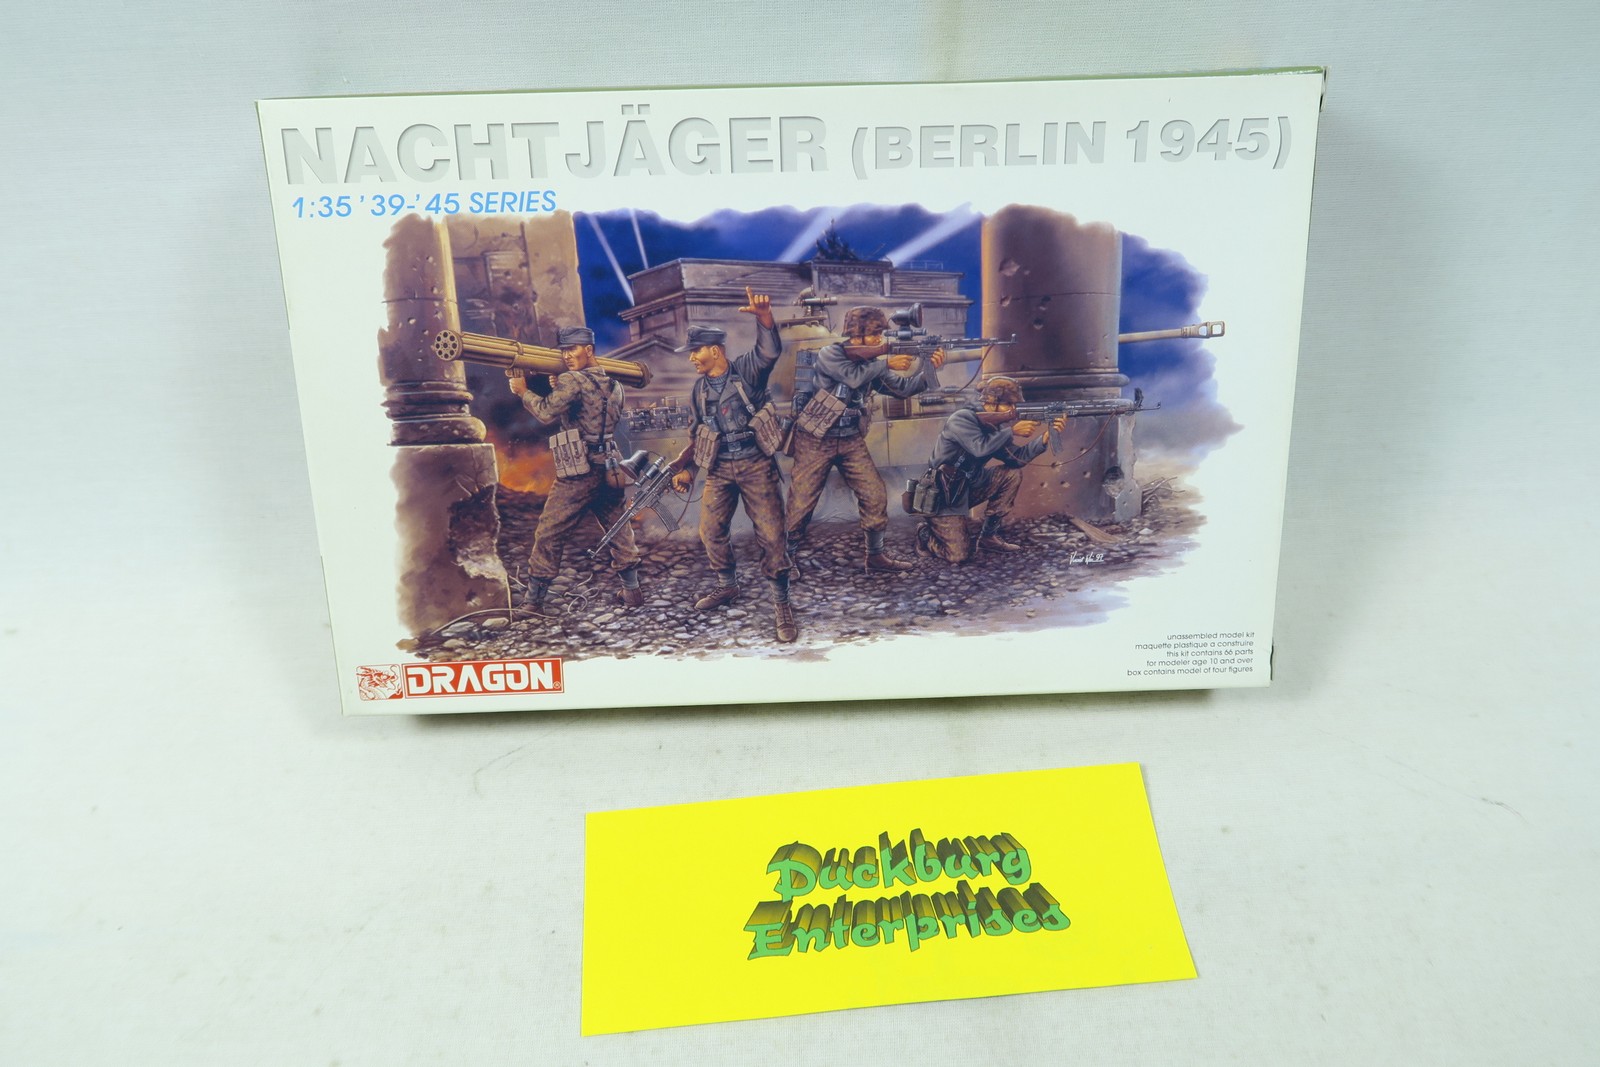 NACHTJÄGER (BERLIN 1945)
1:35 '39-'45 SERIES
unassembled model kit
maquette plastique a construire
this kit contains 66 parts
for modeler age 10 and over
box contains model of four figures
DRAGON®
Duckburg
Enterprises